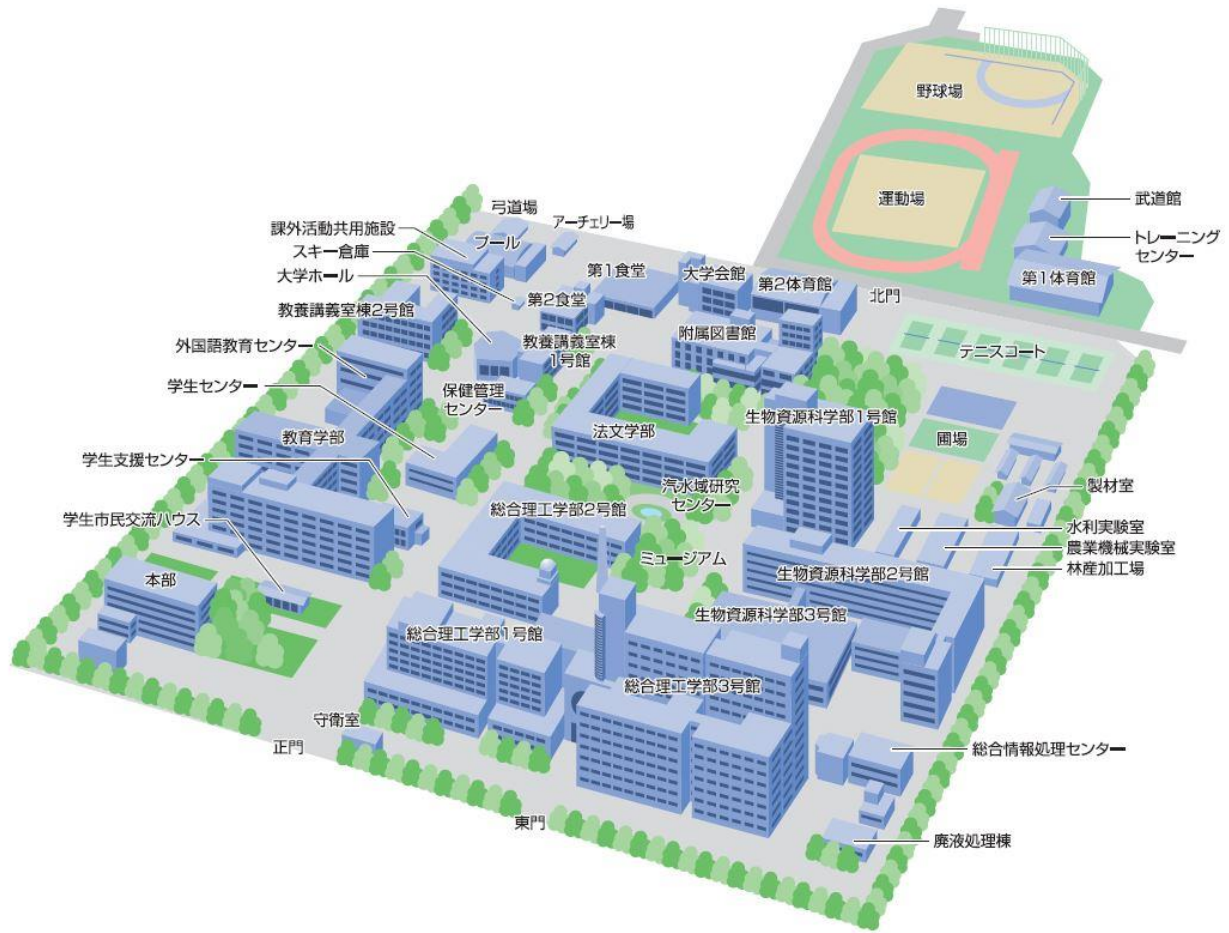 野球場
運動場
武道館
トレーニング
センター
第1体育館
弓道場
アーチェリー場
課外活動共用施設
プール
スキー倉庫
大学ホール
第1食堂
大学会館
第2体育館
北門
第2食堂
教養講義室棟2号館
教養講義室棟
1号館
附属図書館
テニスコート
外国語教育センター
学生センター
保健管理
センター
生物資源科学部1号館
圃場
教育学部
法文学部
学生支援センター
汽水域研究
センター
製材室
学生市民交流ハウス
総合理工学部2号館
水利実験室
農業機械実験室
林産加工場
ミュージアム
生物資源科学部2号館
本部
生物資源科学部3号館
総合理工学部1号館
総合理工学部3号館
守衛室
正門
総合情報処理センター
東門
廃液処理棟